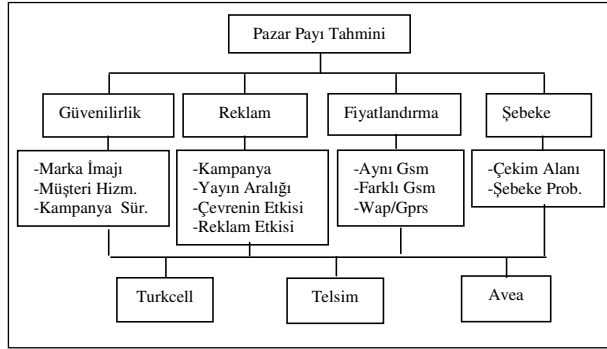 Pazar Payı Tahmini
Güvenilirlik
Reklam
Fiyatlandırma
Şebeke
-Marka İmajı
-Müşteri Hizm.
-Kampanya Sür.
-Kampanya
-Yayın Aralığı
-Çevrenin Etkisi
-Reklam Etkisi
-Aynı Gsm
-Farklı Gsm
-Wap/Gprs
-Çekim Alanı
-Şebeke Prob.
Turkcell
Telsim
Avea